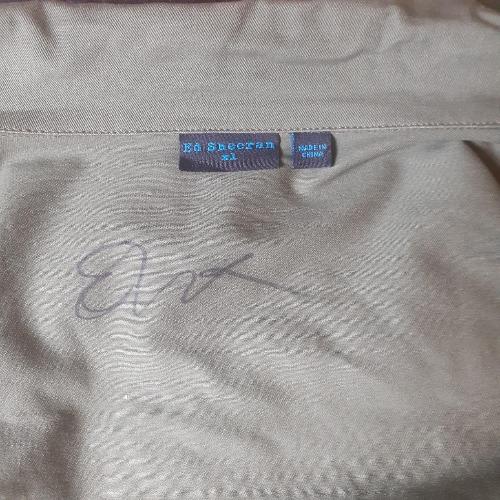 Ed Sheeran
xl
MADE IN
CHINA